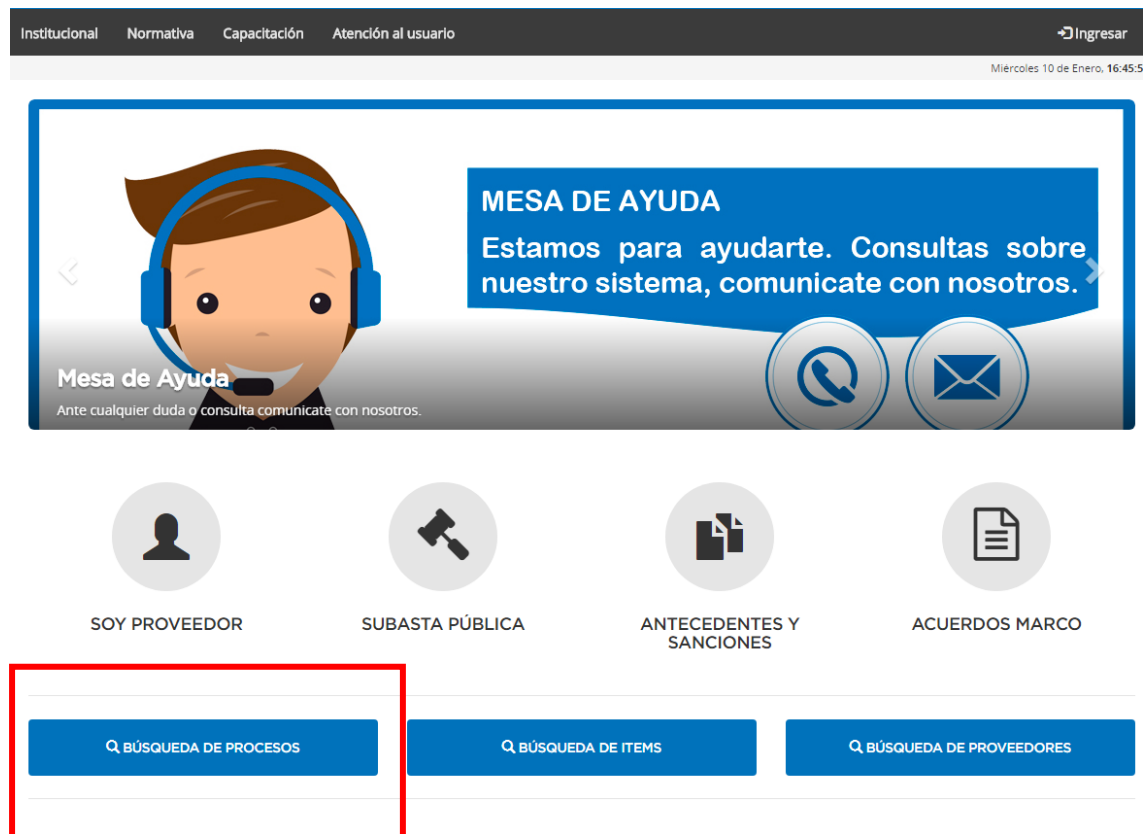 Institucional Normativa Capacitación Atención al usuario Ingresar
Miércoles 10 de Enero, 16:45:5
MESA DE AYUDA
Estamos para ayudarte. Consultas sobre
nuestro sistema, comunicate con nosotros.
Mesa de Ayuda
Ante cualquier duda o consulta comunicate con nosotros.
SOY PROVEEDOR
SUBASTA PÚBLICA
ANTECEDENTES Y
SANCIONES
ACUERDOS MARCO
BÚSQUEDA DE PROCESOS
BÚSQUEDA DE ITEMS
BÚSQUEDA DE PROVEEDORES